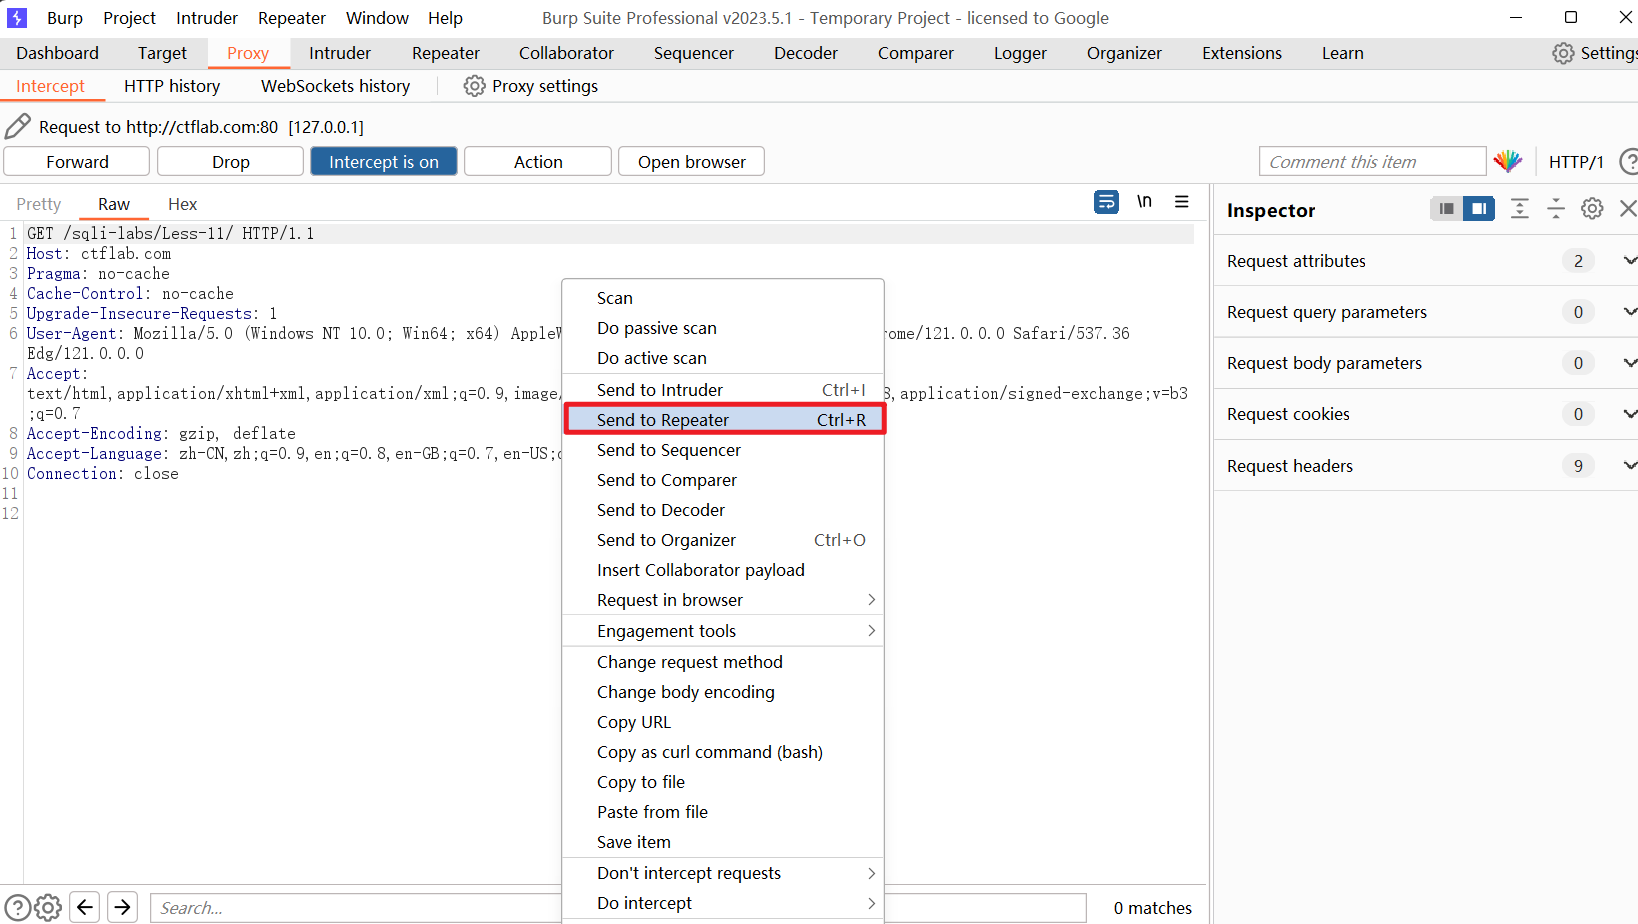 Burp Project Intruder Repeater Window Help Burp Suite Professional v2023.5.1 - Temporary Project - licensed to Google
Dashboard Target Proxy Intruder Repeater Collaborator Sequencer Decoder Comparer Logger Organizer Extensions Learn Settings
Intercept HTTP history WebSockets history Proxy settings
Request to http://ctflab.com:80 [127.0.0.1]
Forward Drop Intercept is on Action Open browser Comment this item HTTP/1
Pretty Raw Hex \n
Inspector
1 GET /sqli-labs/Less-11/ HTTP/1.1
2 Host: ctflab.com
3 Pragma: no-cache
4 Cache-Control: no-cache
5 Upgrade-Insecure-Requests: 1
6 User-Agent: Mozilla/5.0 (Windows NT 10.0; Win64; x64) AppleW rome/121.0.0.0 Safari/537.36
Edg/121.0.0.0
7 Accept:
text/html,application/xhtml+xml,application/xml;q=0.9,image/ 8,application/signed-exchange;v=b3
;q=0.7
8 Accept-Encoding: gzip, deflate
9 Accept-Language: zh-CN,zh;q=0.9,en;q=0.8,en-GB;q=0.7,en-US;q
10 Connection: close
11
12
Scan
Do passive scan
Do active scan
Send to Intruder Ctrl+I
Send to Repeater Ctrl+R
Send to Sequencer
Send to Comparer
Send to Decoder
Send to Organizer Ctrl+O
Insert Collaborator payload
Request in browser
Engagement tools
Change request method
Change body encoding
Copy URL
Copy as curl command (bash)
Copy to file
Paste from file
Save item
Don't intercept requests
Do intercept
Request attributes 2
Request query parameters 0
Request body parameters 0
Request cookies 0
Request headers 9
Search... 0 matches